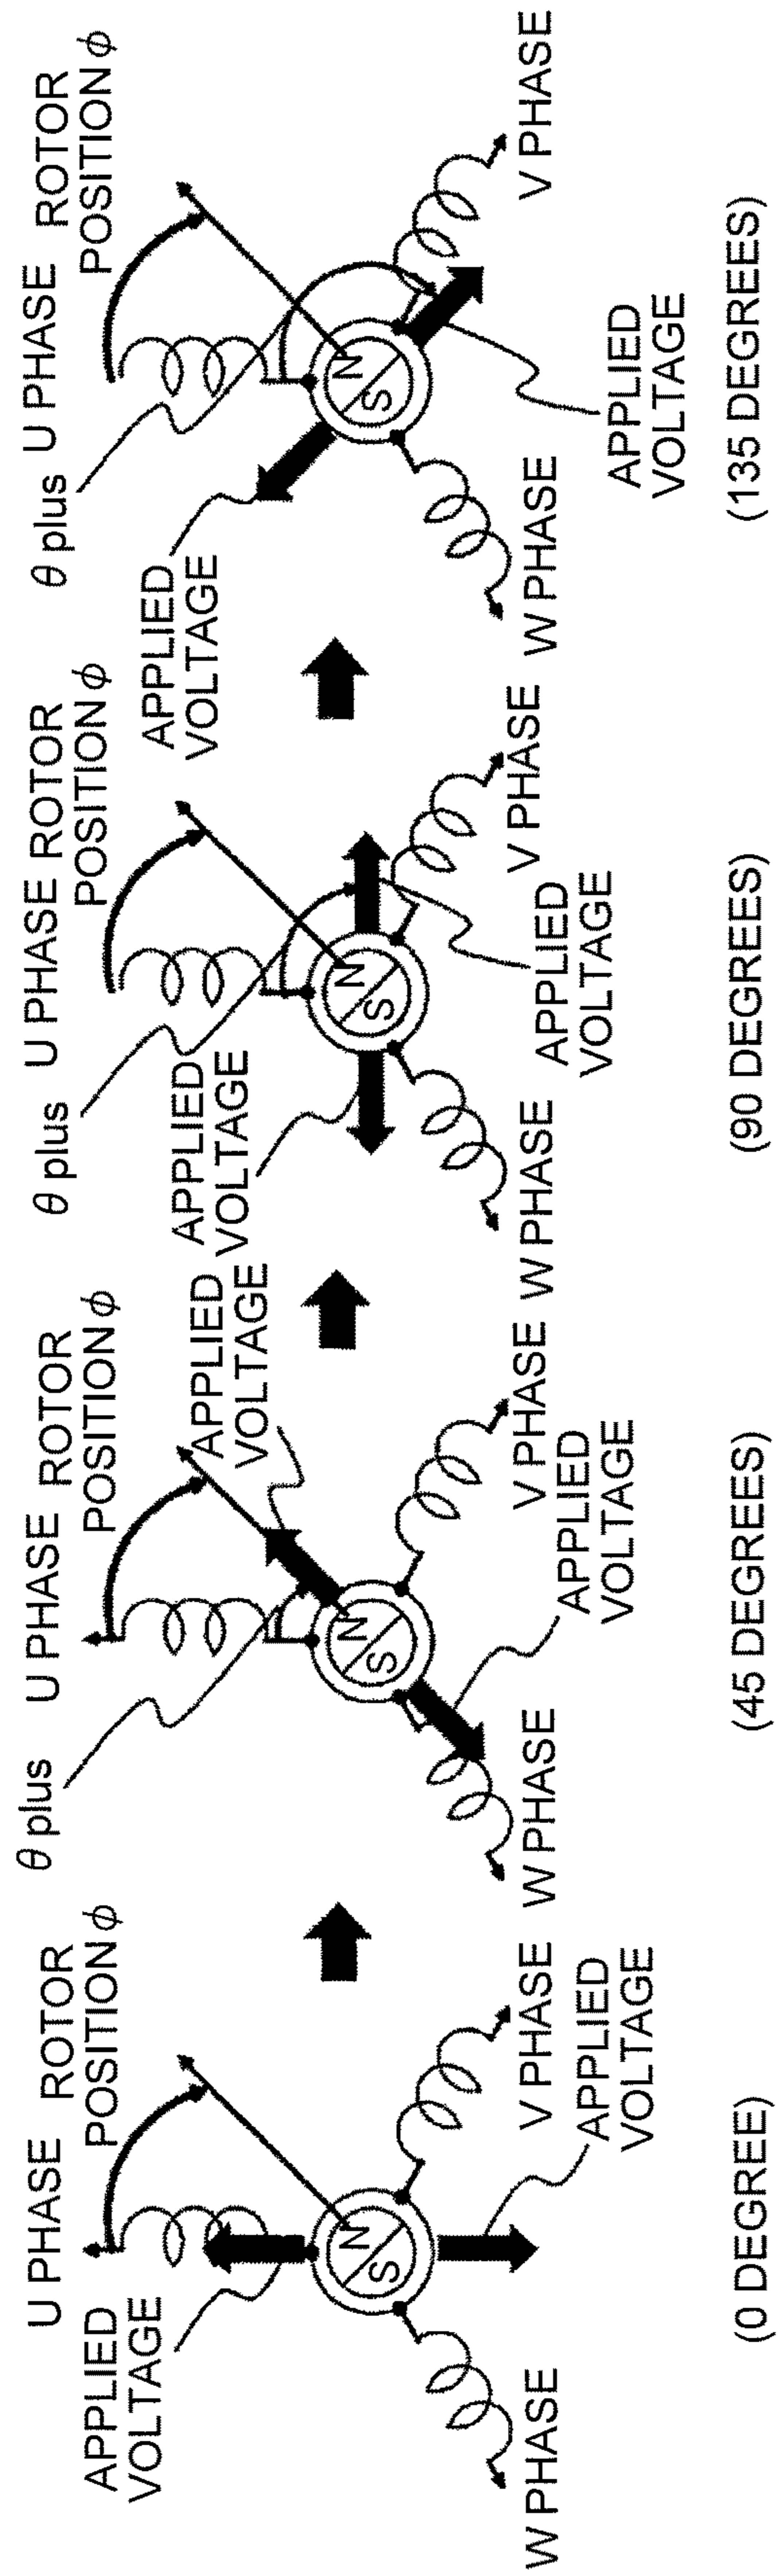 U PHASE
ROTOR
POSITION ϕ
APPLIED
VOLTAGE
N
S
W PHASE
V PHASE
APPLIED
VOLTAGE
(0 DEGREE)
θ plus
U PHASE
ROTOR
POSITION ϕ
APPLIED
VOLTAGE
N
S
W PHASE
V PHASE
APPLIED
VOLTAGE
(45 DEGREES)
θ plus
U PHASE
ROTOR
POSITION ϕ
APPLIED
VOLTAGE
N
S
W PHASE
V PHASE
APPLIED
VOLTAGE
(90 DEGREES)
θ plus
U PHASE
ROTOR
POSITION ϕ
APPLIED
VOLTAGE
N
S
W PHASE
V PHASE
APPLIED
VOLTAGE
(135 DEGREES)